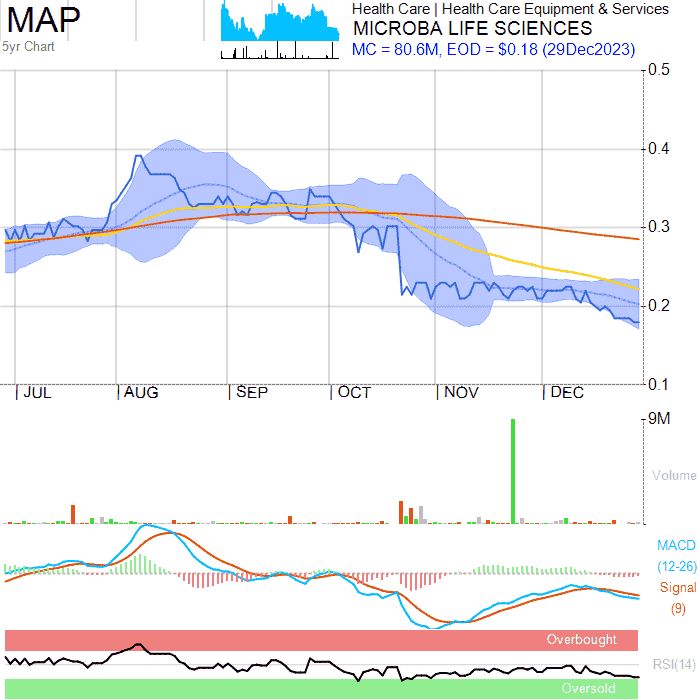 MAP
5yr Chart
Health Care | Health Care Equipment & Services
MICROBA LIFE SCIENCES
MC = 80.6M, EOD = $0.18 (29Dec2023)
0.5
0.4
0.3
0.2
0.1
JUL AUG SEP OCT NOV DEC
9M
Volume
MACD
(12-26)
Signal
(9)
Overbought
RSI(14)
Oversold